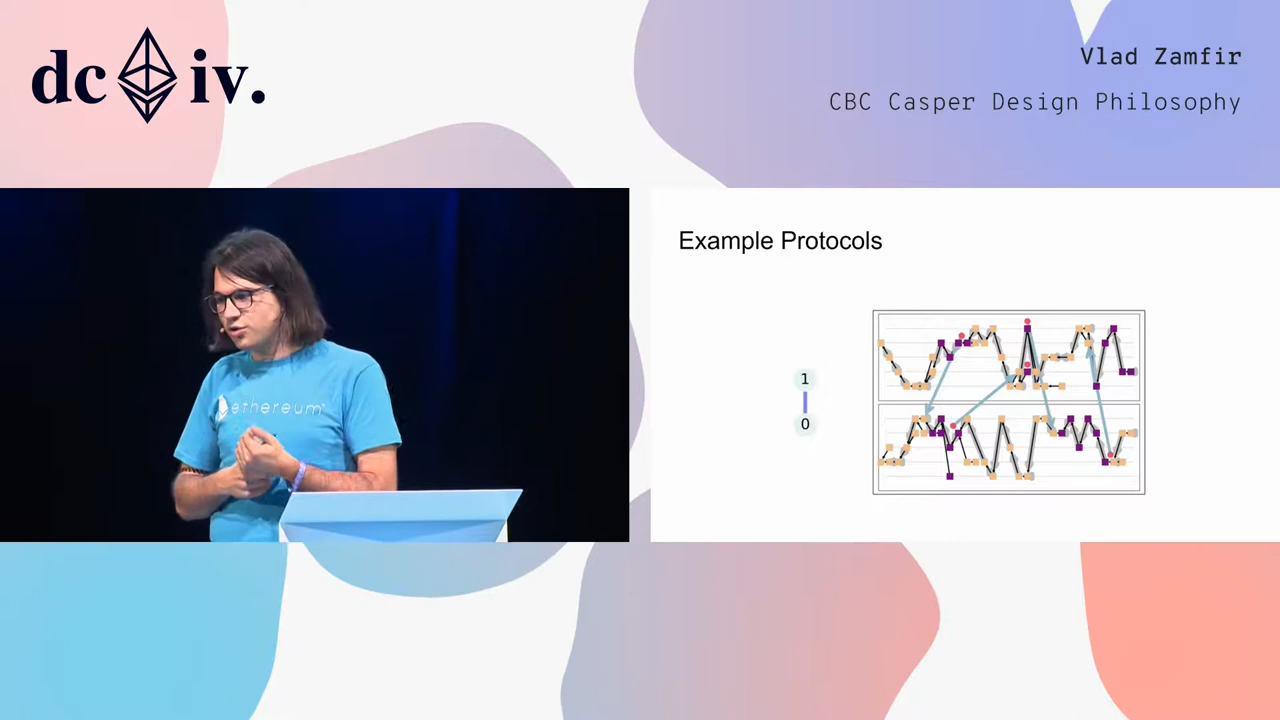 dc iv.
Vlad Zamfir
CBC Casper Design Philosophy
ethereum
Example Protocols
1
0